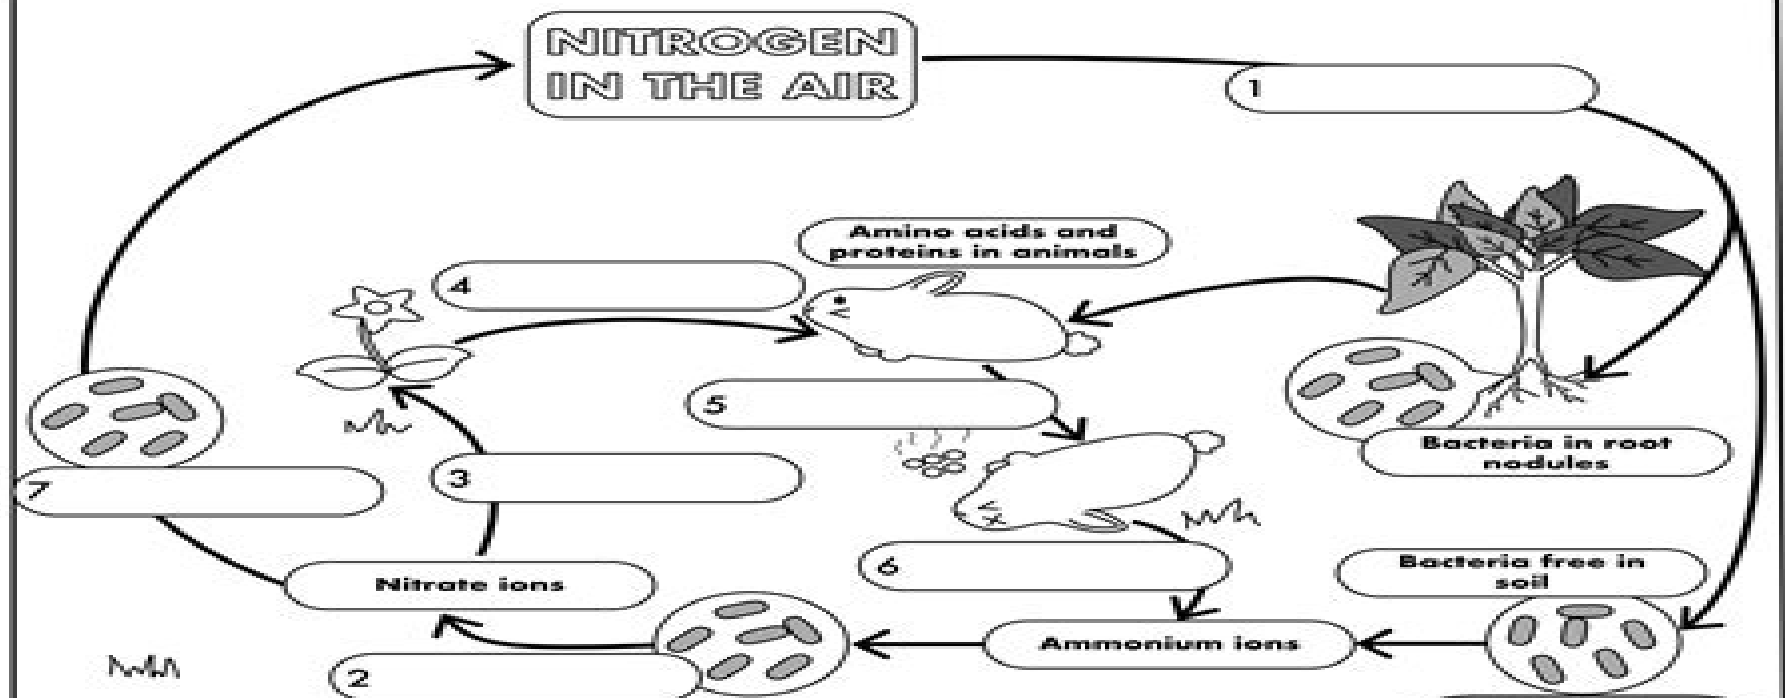 NITROGEN
IN THE AIR
1
Amino acids and
proteins in animals
4
5
Bacteria in root
nodules
3
7
6
Bacteria free in
soil
Nitrate ions
Ammonium ions
2